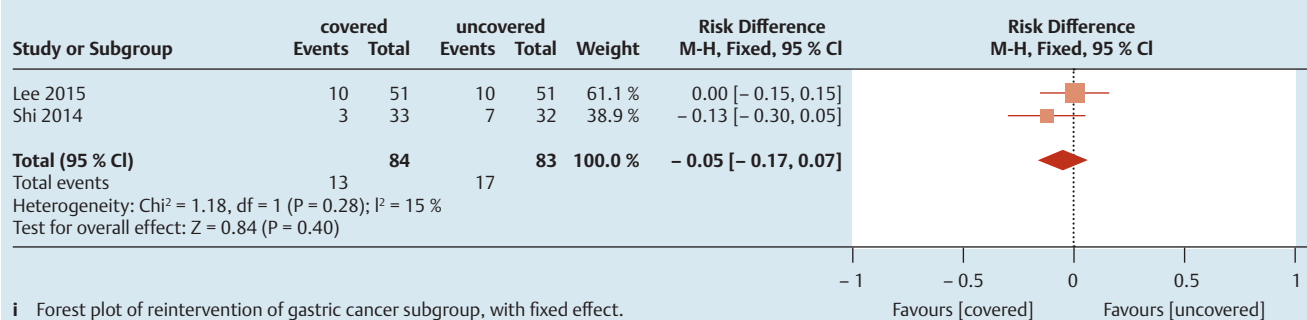 covered uncovered Risk Difference Risk Difference
Study or Subgroup Events Total Events Total Weight M-H, Fixed, 95 % CI M-H, Fixed, 95 % CI
Lee 2015 10 51 10 51 61.1 % 0.00 [– 0.15, 0.15]
Shi 2014 3 33 7 32 38.9 % – 0.13 [– 0.30, 0.05]
Total (95 % CI) 84 83 100.0 % – 0.05 [– 0.17, 0.07]
Total events 13 17
Heterogeneity: Chi² = 1.18, df = 1 (P = 0.28); I² = 15 %
Test for overall effect: Z = 0.84 (P = 0.40)
– 1 – 0.5 0 0.5 1
Favours [covered] Favours [uncovered]
i Forest plot of reintervention of gastric cancer subgroup, with fixed effect.